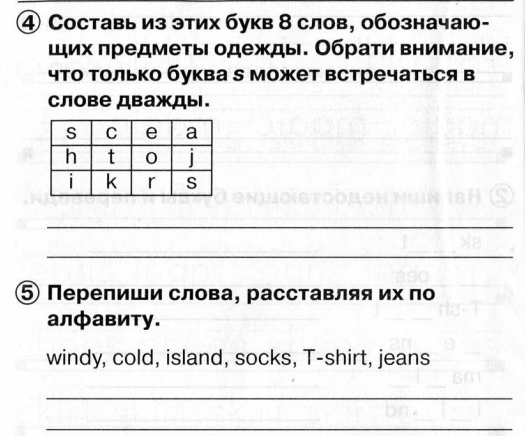 ④ Составь из этих букв 8 слов, обозначаю-
щих предметы одежды. Обрати внимание,
что только буква s может встречаться в
слове дважды.
s c e a
h t o j
i k r s
⑤ Перепиши слова, расставляя их по
алфавиту.
windy, cold, island, socks, T-shirt, jeans